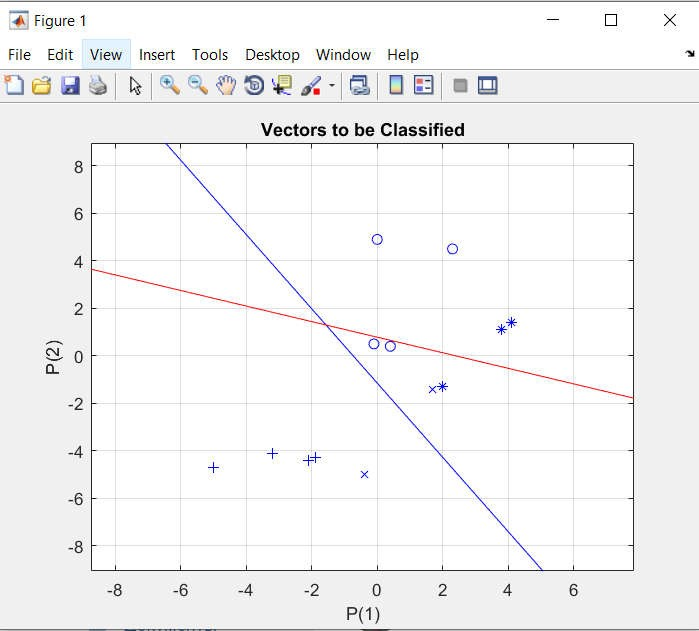 Figure 1
File Edit View Insert Tools Desktop Window Help
Vectors to be Classified
8
6
4
2
0
-2
-4
-6
-8
P(2)
-8 -6 -4 -2 0 2 4 6
P(1)